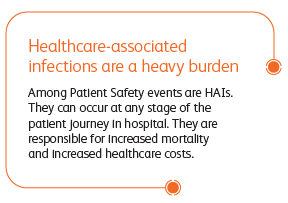 Healthcare-associated
infections are a heavy burden
Among Patient Safety events are HAIs.
They can occur at any stage of the
patient journey in hospital. They are
responsible for increased mortality
and increased healthcare costs.